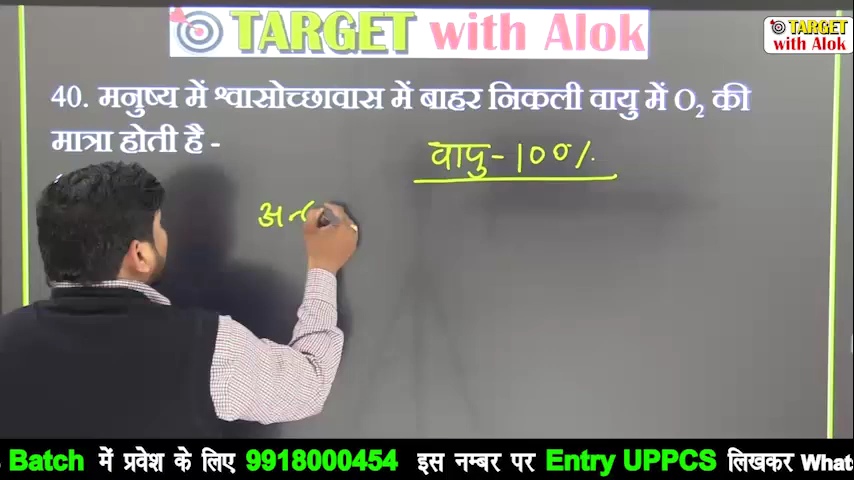 TARGET with Alok
TARGET
with Alok
40. मनुष्य में श्वासोच्छावास में बाहर निकली वायु में O₂ की
मात्रा होती है -
वायु - 100%
Batch में प्रवेश के लिए 9918000454 इस नम्बर पर Entry UPPCS लिखकर What